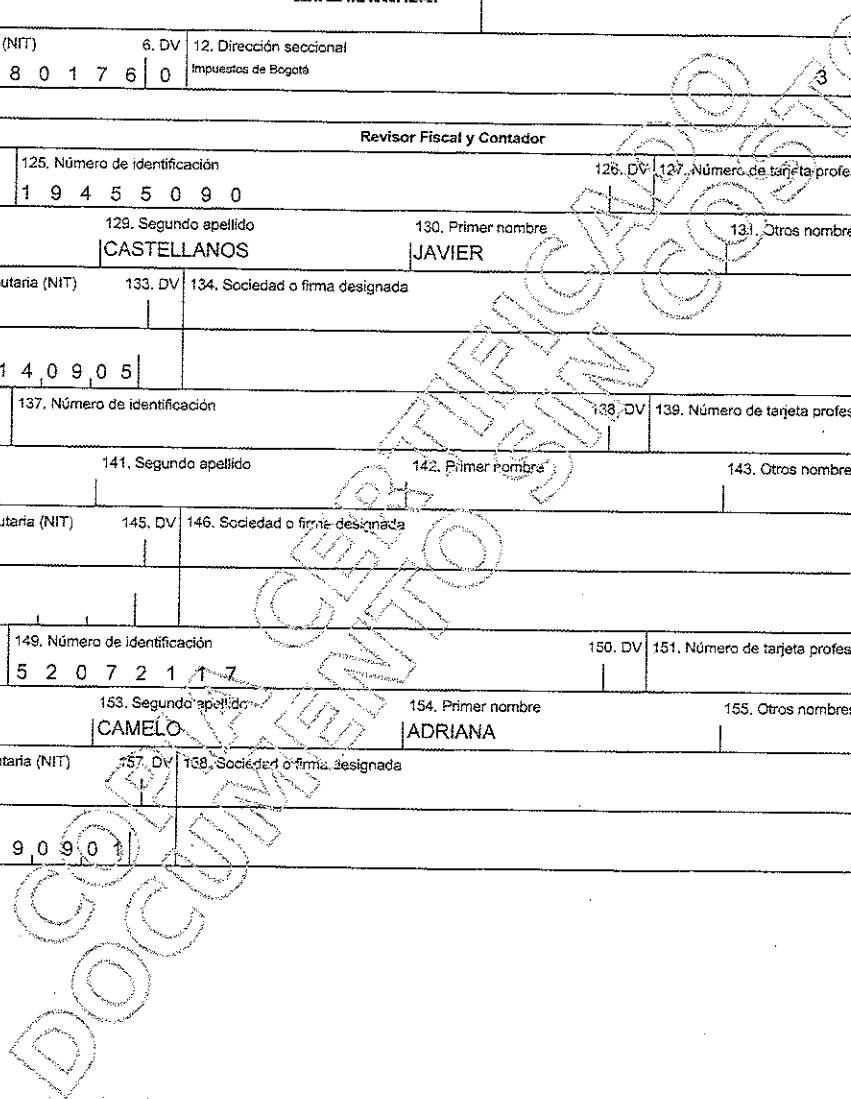 (NIT) 6. DV 12. Dirección seccional
8 0 1 7 6 0 Impuestos de Bogotá 3
Revisor Fiscal y Contador
125. Número de identificación 126. DV 127. Número de tarjeta profes
1 9 4 5 5 0 9 0
129. Segundo apellido 130. Primer nombre 131. Otros nombre
CASTELLANOS JAVIER
utaria (NIT) 133. DV 134. Sociedad o firma designada
1 4 0 9 0 5
137. Número de identificación 138. DV 139. Número de tarjeta profes
141. Segundo apellido 142. Primer nombre 143. Otros nombre
utaria (NIT) 145. DV 146. Sociedad o firma designada
149. Número de identificación 150. DV 151. Número de tarjeta profes
5 2 0 7 2 1 1 7
153. Segundo apellido 154. Primer nombre 155. Otros nombres
CAMELO ADRIANA
utaria (NIT) 157. DV 158. Sociedad o firma designada
9 0 9 0 1
COPIA CERTIFICADO
DOCUMENTO SIN COSTO